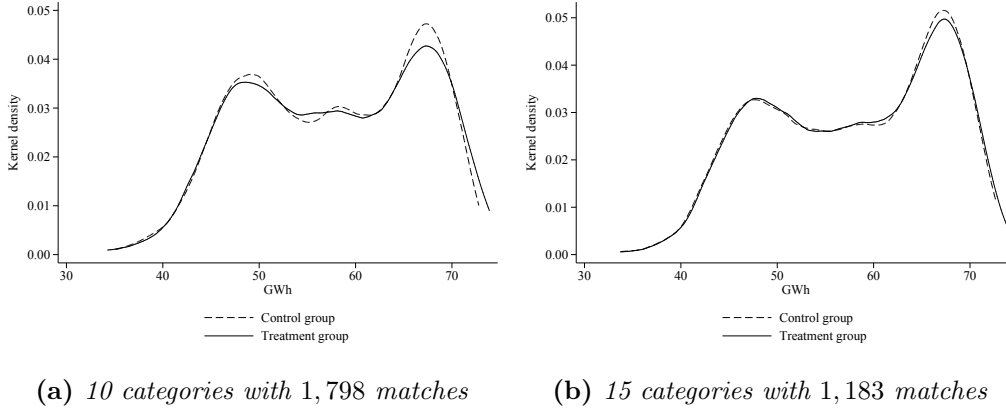 0.05
0.04
0.03
0.02
0.01
0.00
Kernel density
30 40 50 60 70
GWh
Control group
Treatment group
(a) 10 categories with 1, 798 matches
0.05
0.04
0.03
0.02
0.01
0.00
Kernel density
30 40 50 60 70
GWh
Control group
Treatment group
(b) 15 categories with 1, 183 matches